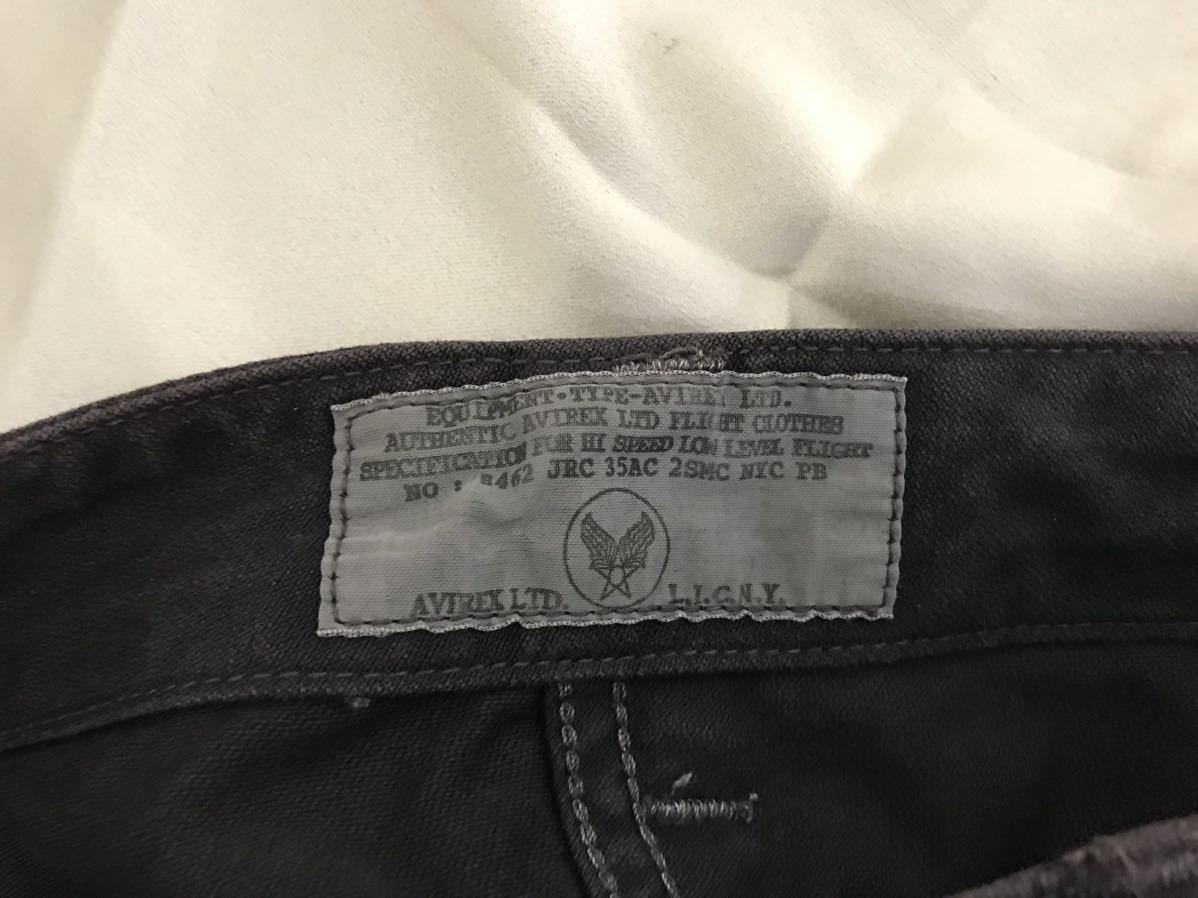 EQUIPMENT•TYPE-AVIREX LTD.
AUTHENTIC AVIREX LTD FLIGHT CLOTHES
SPECIFICATION FOR HI SPEED LOW LEVEL FLIGHT
NO : 8462 JRC 35AC 2SMC NYC PB
AVIREX LTD. L.I.C.N.Y.